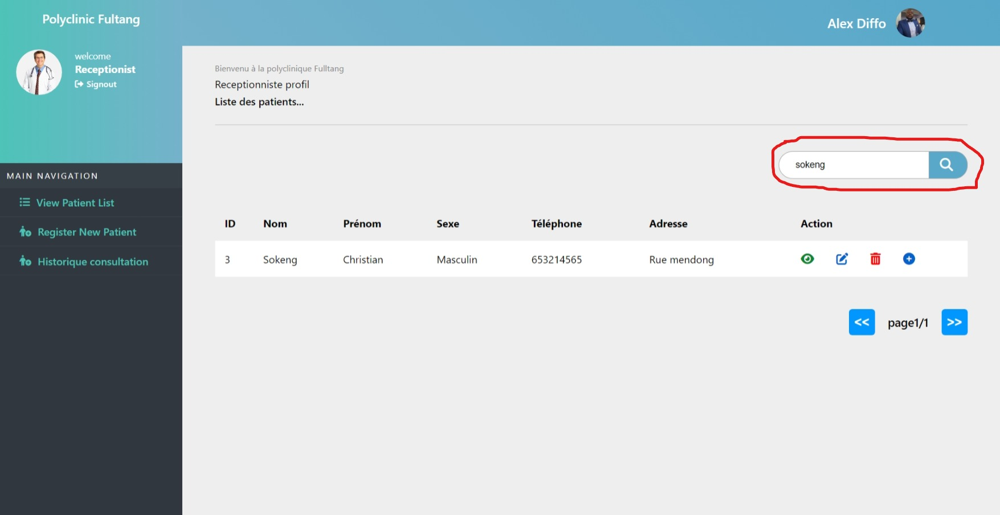 Polyclinic Fultang
Alex Diffo
welcome
Receptionist
Signout
Bienvenu à la polyclinique Fulltang
Receptionniste profil
Liste des patients...
sokeng
MAIN NAVIGATION
View Patient List
Register New Patient
Historique consultation
ID Nom Prénom Sexe Téléphone Adresse Action
3 Sokeng Christian Masculin 653214565 Rue mendong
<< page1/1 >>